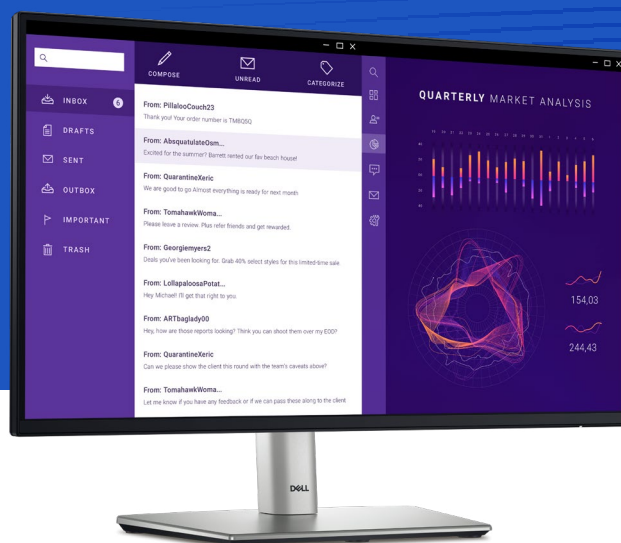 COMPOSE
UNREAD
CATEGORIZE
INBOX 6
DRAFTS
SENT
OUTBOX
IMPORTANT
TRASH
From: PillalooCouch23
Thank you! Your order number is TM8Q5Q
From: AbsquatulateOsm...
Excited for the summer? Barrett rented our fav beach house!
From: QuarantineXeric
We are good to go Almost everything is ready for next month
From: TomahawkWoma...
Please leave a review. Plus refer friends and get rewarded.
From: Georgiemyers2
Deals you've been looking for. Grab 40% select styles for this limited-time sale
From: LollapaloosaPotat...
Hey Michael! I'll get that right to you.
From: ARTbaglady00
Hey, how are those reports looking? Think you can shoot them over my EOD?
From: QuarantineXeric
Can we please show the client this round with the team's caveats above?
From: TomahawkWoma...
Let me know if you have any feedback or if we can pass these along to the client
QUARTERLY MARKET ANALYSIS
154,03
244,43
DELL